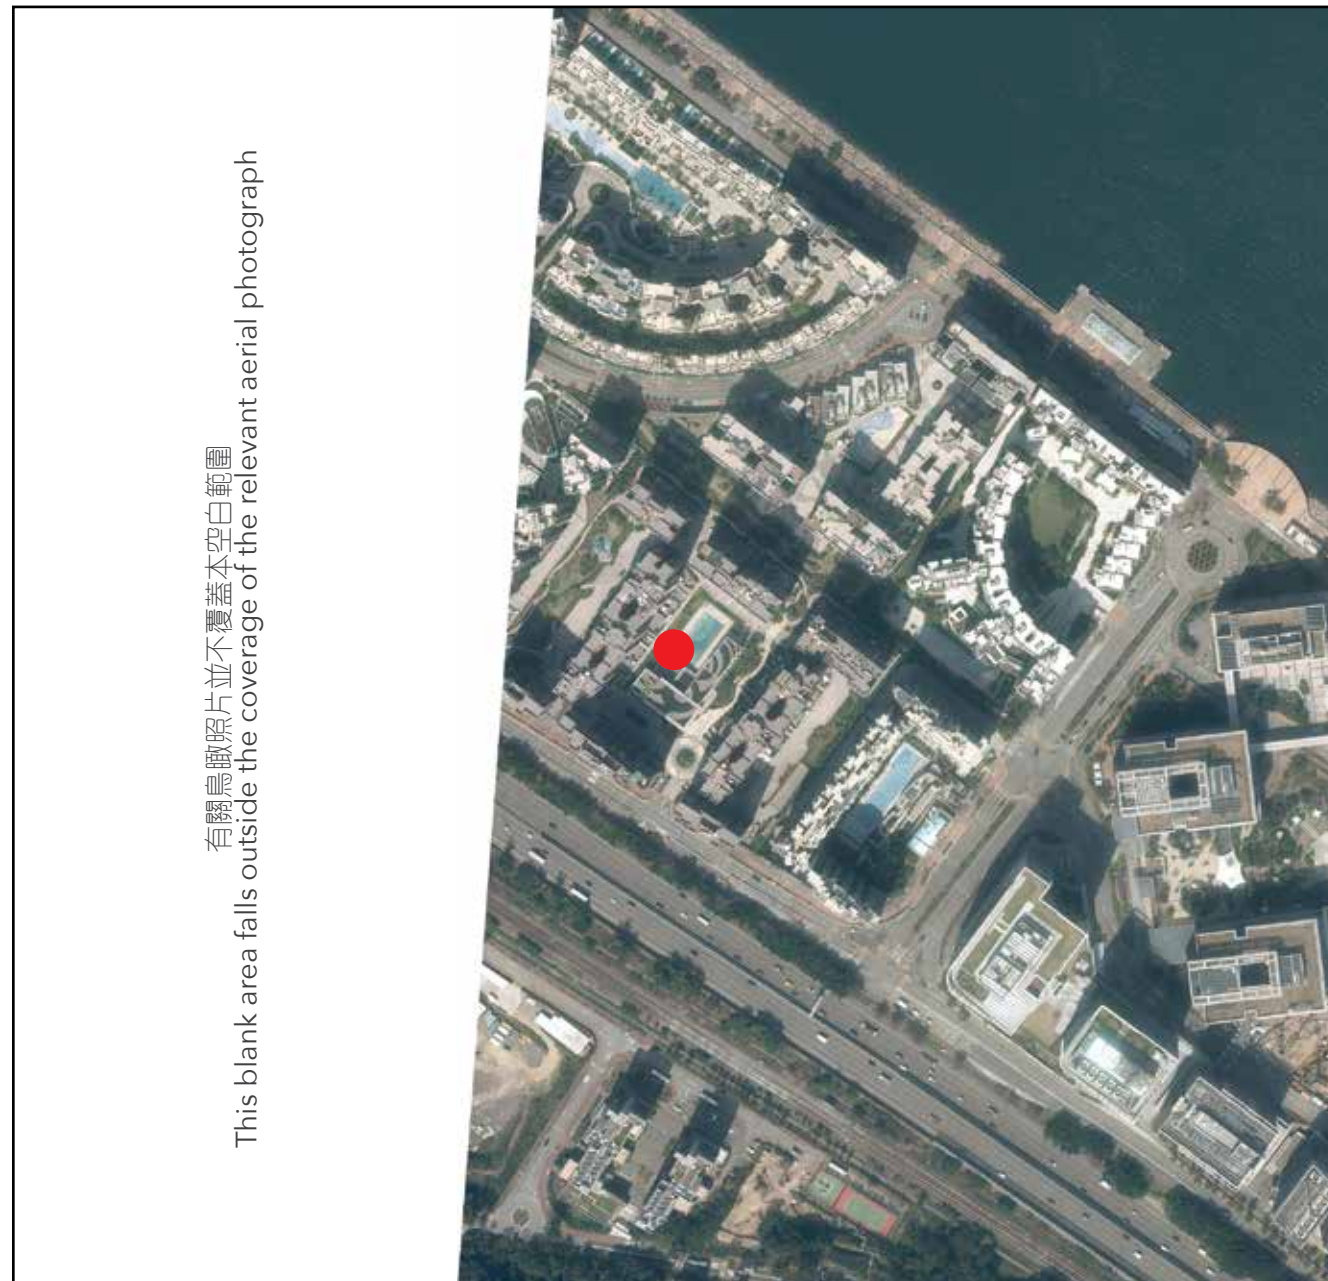 有關鳥瞰照片並不覆蓋本空白範圍
This blank area falls outside the coverage of the relevant aerial photograph